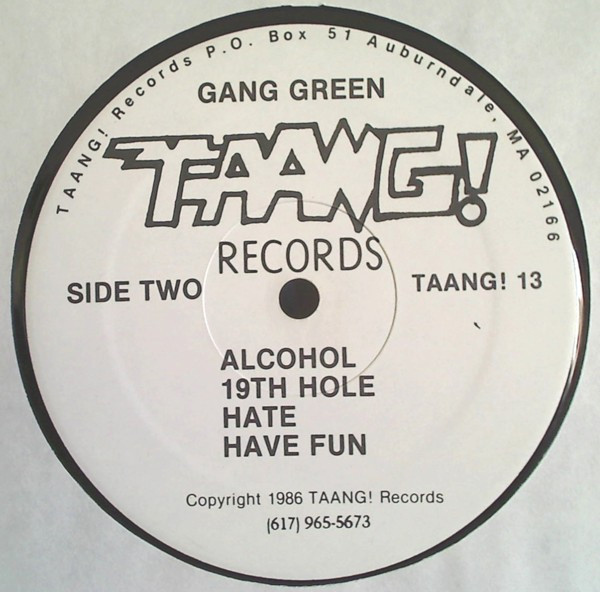 TAANG! Records P.O. Box 51 Auburndale, MA 02166
GANG GREEN
TAANG!
RECORDS
SIDE TWO
TAANG! 13
ALCOHOL
19TH HOLE
HATE
HAVE FUN
Copyright 1986 TAANG! Records
(617) 965-5673